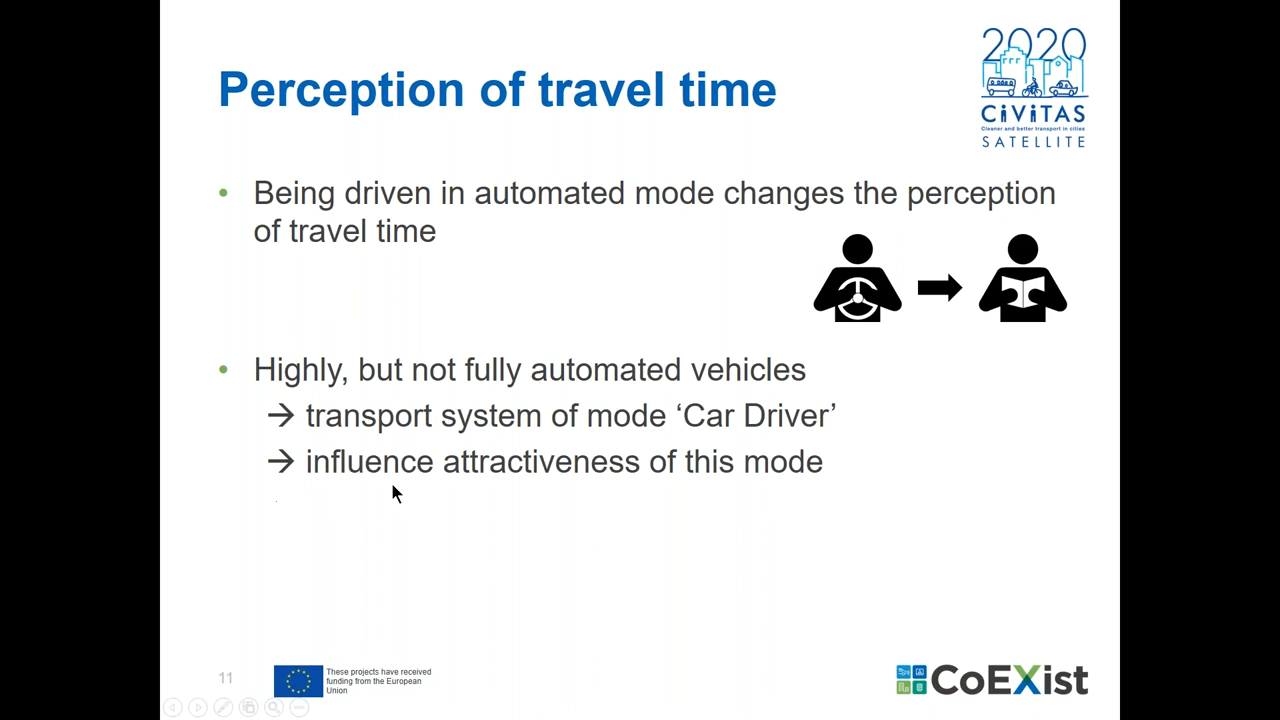 2020
CiViTAS
Cleaner and better transport in cities
SATELLITE
Perception of travel time
• Being driven in automated mode changes the perception
of travel time
• Highly, but not fully automated vehicles
→ transport system of mode ‘Car Driver’
→ influence attractiveness of this mode
11
These projects have received
funding from the European
Union
CoEXist